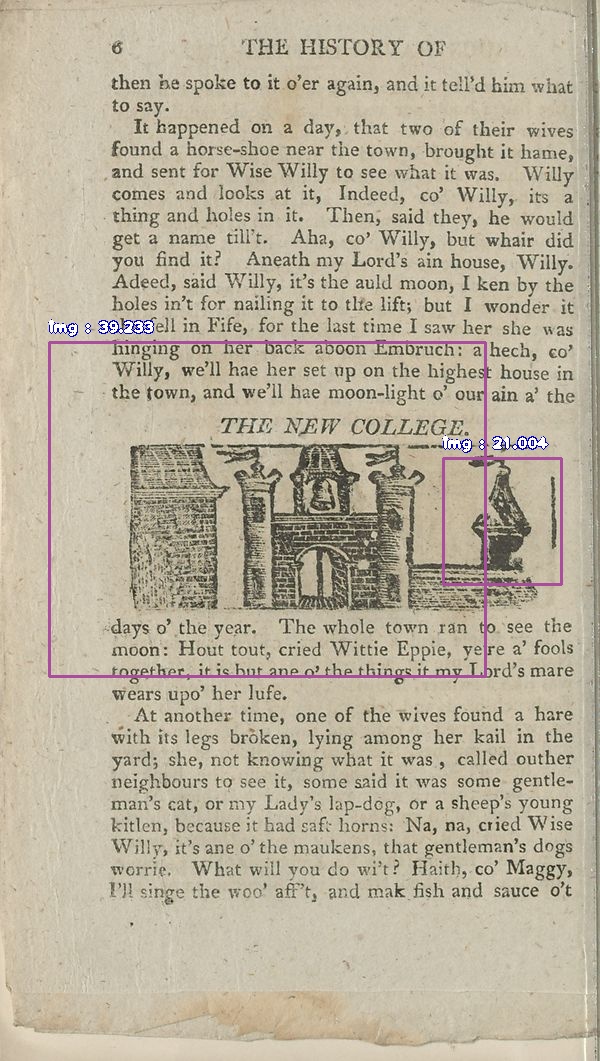 6 THE HISTORY OF
then he spoke to it o'er again, and it tell'd him what
to say.
It happened on a day, that two of their wives
found a horse-shoe near the town, brought it hame,
and sent for Wise Willy to see what it was. Willy
comes and looks at it, Indeed, co' Willy, its a
thing and holes in it. Then, said they, he would
get a name till't. Aha, co' Willy, but whair did
you find it? Aneath my Lord's ain house, Willy.
Adeed, said Willy, it's the auld moon, I ken by the
holes in't for nailing it to the lift; but I wonder it
img : 39.233
fell in Fife, for the last time I saw her she was
hinging on her back aboon Embruch: a hech, co'
Willy, we'll hae her set up on the highest house in
the town, and we'll hae moon-light o' our ain a' the
THE NEW COLLEGE.
img : 21.004
days o' the year. The whole town ran to see the
moon: Hout tout, cried Wittie Eppie, ye're a' fools
together, it is but ane o' the things it my Lord's mare
wears upo' her lufe.
At another time, one of the wives found a hare
with its legs broken, lying among her kail in the
yard; she, not knowing what it was, called outher
neighbours to see it, some said it was some gentle-
man's cat, or my Lady's lap-dog, or a sheep's young
kitlen, because it had saft horns: Na, na, cried Wise
Willy, it's ane o' the maukens, that gentleman's dogs
worrie. What will you do wi't? Haith, co' Maggy,
I'll singe the woo' aff't, and mak fish and sauce o't